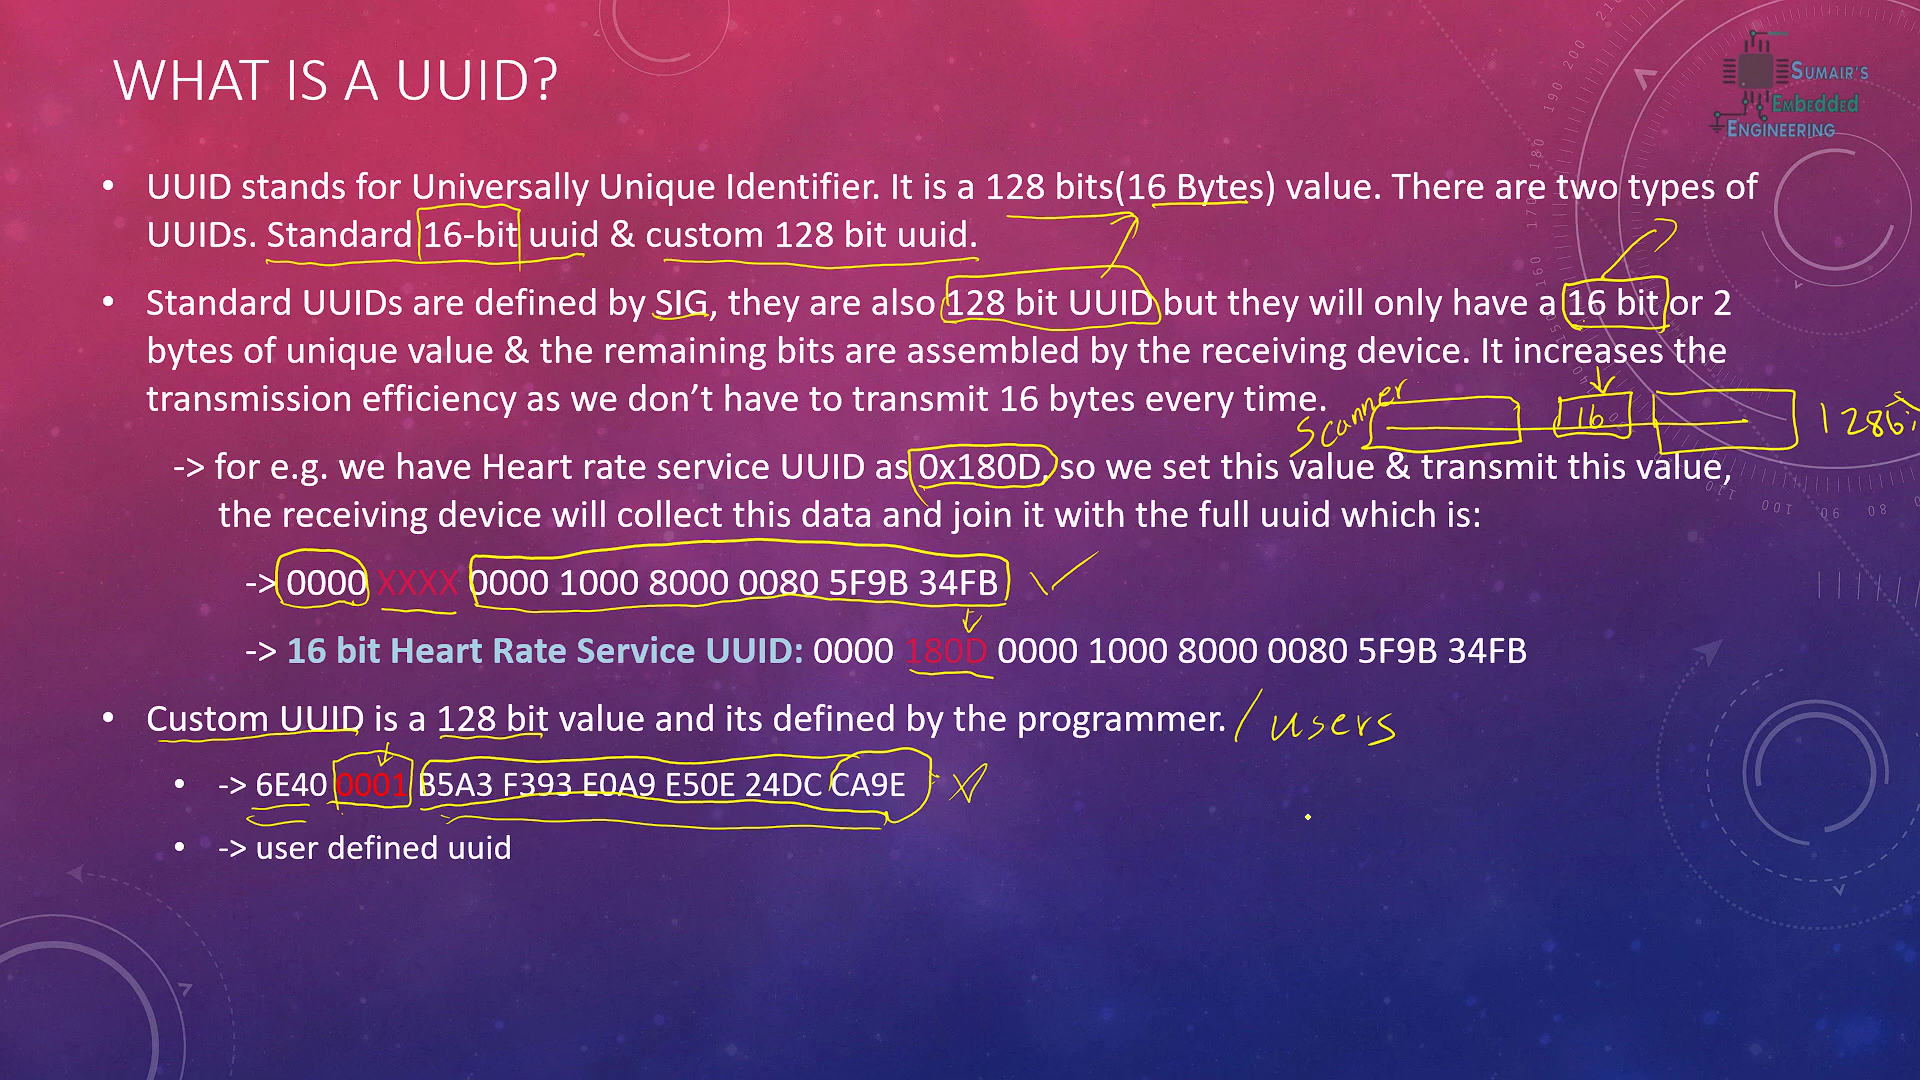 WHAT IS A UUID?
SUMAIR'S
EMBEDDED
ENGINEERING
• UUID stands for Universally Unique Identifier. It is a 128 bits(16 Bytes) value. There are two types of
UUIDs. Standard 16-bit uuid & custom 128 bit uuid.
• Standard UUIDs are defined by SIG, they are also 128 bit UUID but they will only have a 16 bit or 2
bytes of unique value & the remaining bits are assembled by the receiving device. It increases the
transmission efficiency as we don't have to transmit 16 bytes every time.
Scanner 16 128bi
-> for e.g. we have Heart rate service UUID as 0x180D, so we set this value & transmit this value,
the receiving device will collect this data and join it with the full uuid which is:
-> 0000 XXXX 0000 1000 8000 0080 5F9B 34FB
-> 16 bit Heart Rate Service UUID: 0000 180D 0000 1000 8000 0080 5F9B 34FB
• Custom UUID is a 128 bit value and its defined by the programmer. / users
• -> 6E40 0001 B5A3 F393 E0A9 E50E 24DC CA9E
• -> user defined uuid